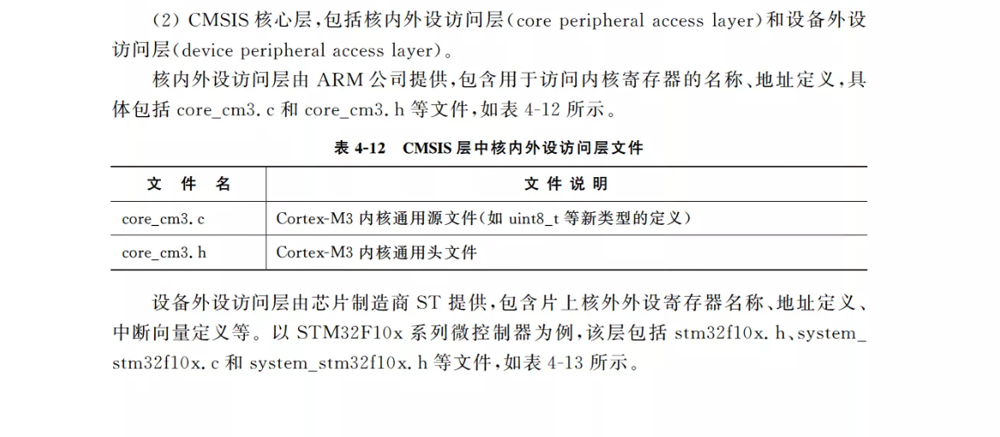 （2）CMSIS 核心层，包括核内外设访问层(core peripheral access layer)和设备外设
访问层(device peripheral access layer)。
核内外设访问层由 ARM 公司提供，包含用于访问内核寄存器的名称、地址定义，具
体包括 core_cm3.c 和 core_cm3.h 等文件，如表 4-12 所示。
表 4-12 CMSIS 层中核内外设访问层文件
文件名 文件说明
core_cm3.c Cortex-M3 内核通用源文件(如 uint8_t 等新类型的定义)
core_cm3.h Cortex-M3 内核通用头文件
设备外设访问层由芯片制造商 ST 提供，包含片上核外外设寄存器名称、地址定义、
中断向量定义等。以 STM32F10x 系列微控制器为例，该层包括 stm32f10x.h、system_
stm32f10x.c 和 system_stm32f10x.h 等文件，如表 4-13 所示。